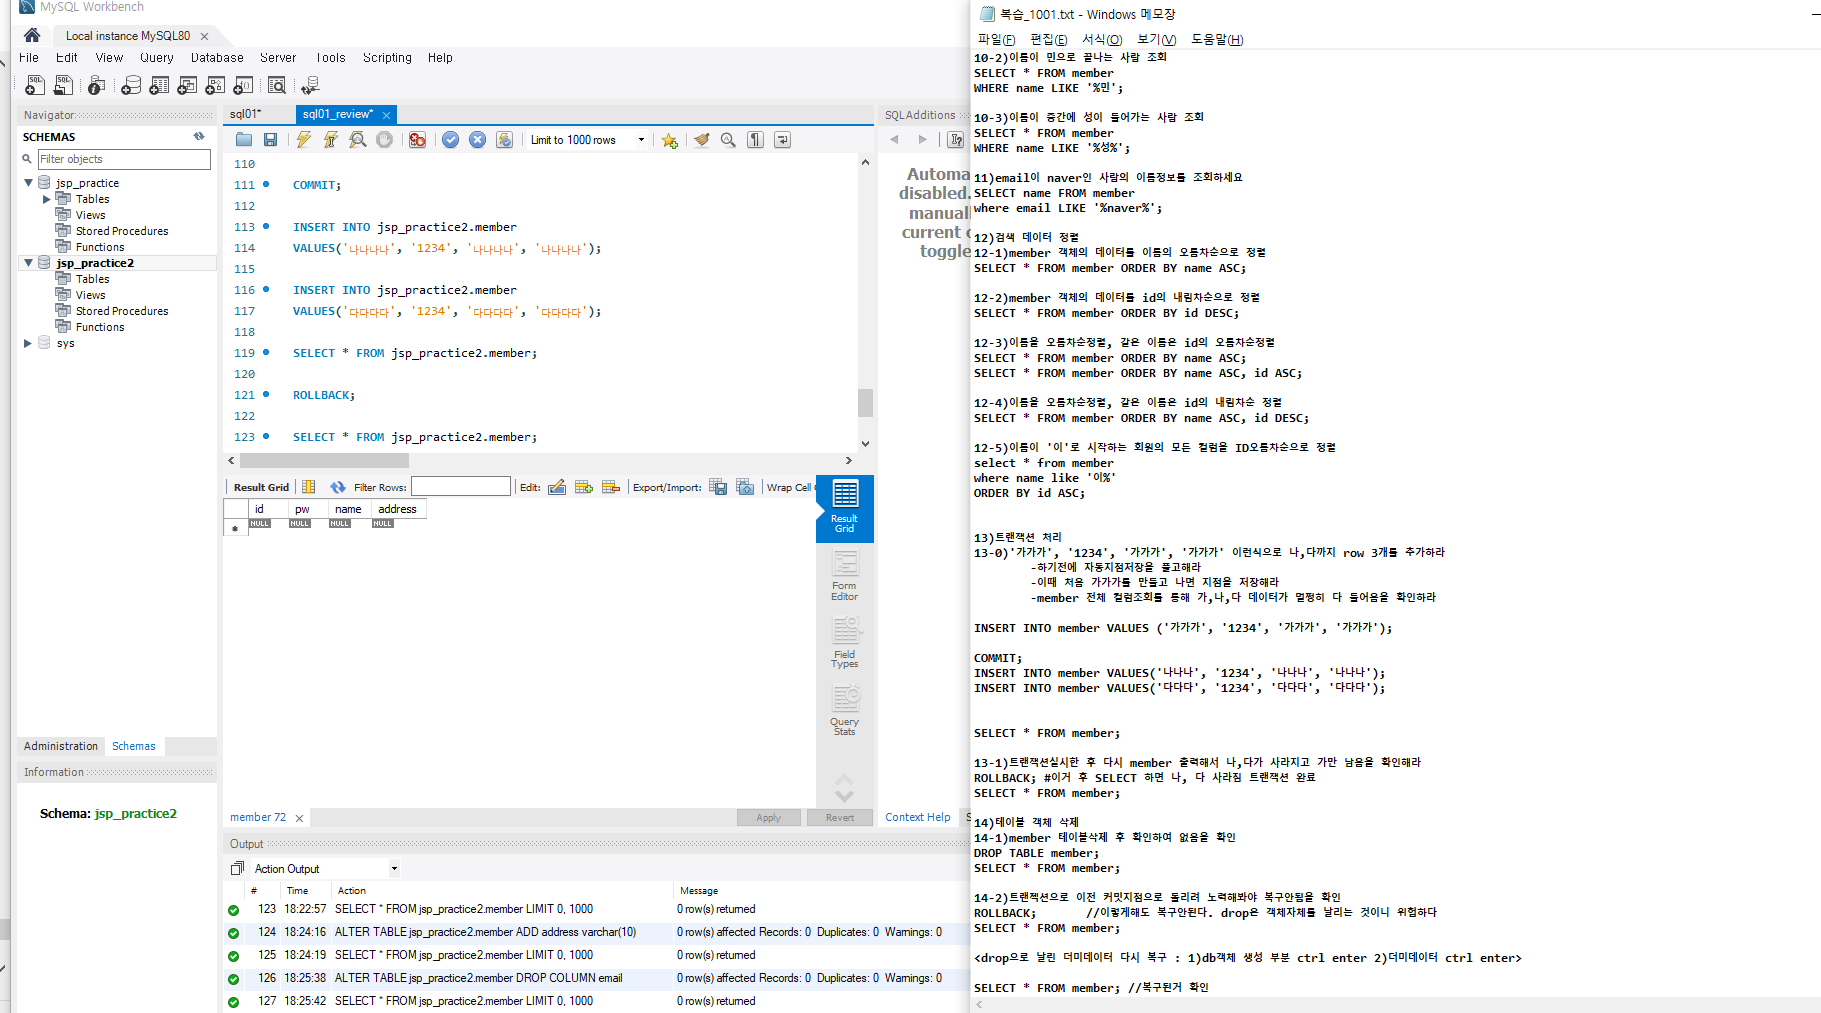 MySQL Workbench
Local instance MySQL80
File Edit View Query Database Server Tools Scripting Help
Navigator
SCHEMAS
Filter objects
jsp_practice
Tables
Views
Stored Procedures
Functions
jsp_practice2
Tables
Views
Stored Procedures
Functions
sys
Administration Schemas
Information
Schema: jsp_practice2
sql01* sql01_review*
Limit to 1000 rows
110
111 COMMIT;
112
113 INSERT INTO jsp_practice2.member
114 VALUES('나나나나', '1234', '나나나나', '나나나나');
115
116 INSERT INTO jsp_practice2.member
117 VALUES('다다다다', '1234', '다다다다', '다다다다');
118
119 SELECT * FROM jsp_practice2.member;
120
121 ROLLBACK;
122
123 SELECT * FROM jsp_practice2.member;
Result Grid Filter Rows: Edit: Export/Import: Wrap Cell
id pw name address
NULL NULL NULL NULL
Result Grid
Form Editor
Field Types
Query Stats
member 72 Apply Revert
SQLAdditions
Automa
disabled.
manuall
current c
toggle
Context Help S
Output
Action Output
# Time Action Message
123 18:22:57 SELECT * FROM jsp_practice2.member LIMIT 0, 1000 0 row(s) returned
124 18:24:16 ALTER TABLE jsp_practice2.member ADD address varchar(10) 0 row(s) affected Records: 0 Duplicates: 0 Warnings: 0
125 18:24:19 SELECT * FROM jsp_practice2.member LIMIT 0, 1000 0 row(s) returned
126 18:25:38 ALTER TABLE jsp_practice2.member DROP COLUMN email 0 row(s) affected Records: 0 Duplicates: 0 Warnings: 0
127 18:25:42 SELECT * FROM jsp_practice2.member LIMIT 0, 1000 0 row(s) returned
복습_1001.txt - Windows 메모장
파일(F) 편집(E) 서식(O) 보기(V) 도움말(H)
10-2)이름이 민으로 끝나는 사람 조회
SELECT * FROM member
WHERE name LIKE '%민';
10-3)이름이 중간에 성이 들어가는 사람 조회
SELECT * FROM member
WHERE name LIKE '%성%';
11)email이 naver인 사람의 이름정보를 조회하세요
SELECT name FROM member
where email LIKE '%naver%';
12)검색 데이터 정렬
12-1)member 객체의 데이터를 이름의 오름차순으로 정렬
SELECT * FROM member ORDER BY name ASC;
12-2)member 객체의 데이터를 id의 내림차순으로 정렬
SELECT * FROM member ORDER BY id DESC;
12-3)이름을 오름차순정렬, 같은 이름은 id의 오름차순정렬
SELECT * FROM member ORDER BY name ASC;
SELECT * FROM member ORDER BY name ASC, id ASC;
12-4)이름을 오름차순정렬, 같은 이름은 id의 내림차순 정렬
SELECT * FROM member ORDER BY name ASC, id DESC;
12-5)이름이 '이'로 시작하는 회원의 모든 컬럼을 ID오름차순으로 정렬
select * from member
where name like '이%'
ORDER BY id ASC;
13)트랜잭션 처리
13-0)'가가가', '1234', '가가가', '가가가' 이런식으로 나,다까지 row 3개를 추가하라
-하기전에 자동지점저장을 풀고해라
-이때 처음 가가가를 만들고 나면 지점을 저장해라
-member 전체 컬럼조회를 통해 가,나,다 데이터가 멀쩡히 다 들어음을 확인하라
INSERT INTO member VALUES ('가가가', '1234', '가가가', '가가가');
COMMIT;
INSERT INTO member VALUES('나나나', '1234', '나나나', '나나나');
INSERT INTO member VALUES('다다다', '1234', '다다다', '다다다');
SELECT * FROM member;
13-1)트랜잭션실시한 후 다시 member 출력해서 나,다가 사라지고 가만 남음을 확인해라
ROLLBACK; #이거 후 SELECT 하면 나, 다 사라짐 트랜잭션 완료
SELECT * FROM member;
14)테이블 객체 삭제
14-1)member 테이블삭제 후 확인하여 없음을 확인
DROP TABLE member;
SELECT * FROM member;
14-2)트랜젝션으로 이전 커밋지점으로 돌리려 노력해봐야 복구안됨을 확인
ROLLBACK; //이렇게해도 복구안된다. drop은 객체자체를 날리는 것이니 위험하다
SELECT * FROM member;
<drop으로 날린 더미데이터 다시 복구 : 1)db객체 생성 부분 ctrl enter 2)더미데이터 ctrl enter>
SELECT * FROM member; //복구된거 확인